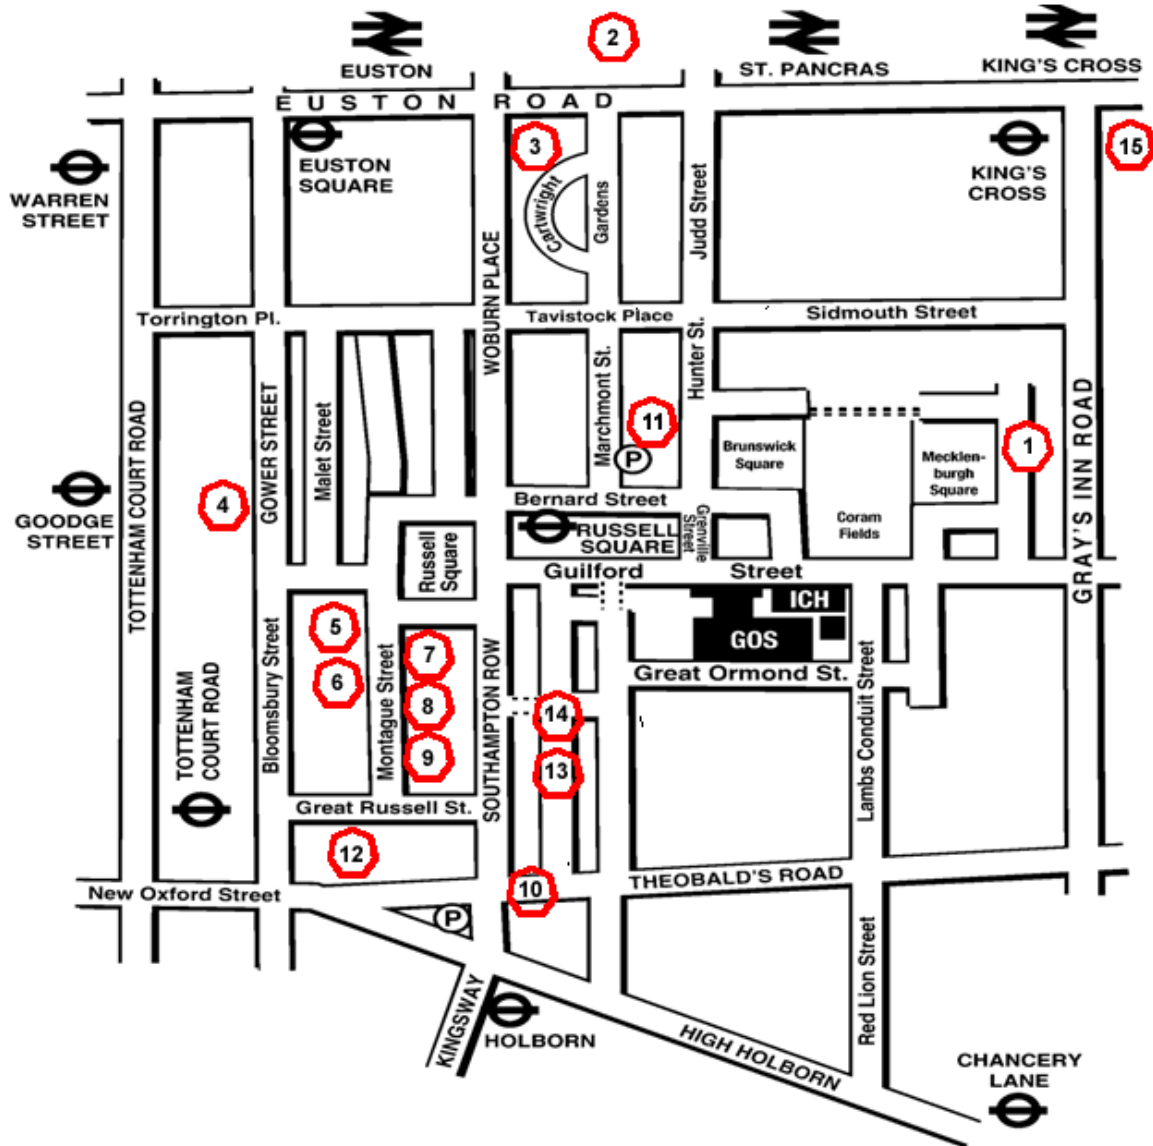 2
EUSTON
ST. PANCRAS
KING'S CROSS
EUSTON ROAD
3
15
EUSTON
SQUARE
WARREN
STREET
KING'S
CROSS
Cartwright
Gardens
Judd Street
WOBURN PLACE
Torrington Pl.
Tavistock Place
Sidmouth Street
TOTTENHAM COURT ROAD
GOWER STREET
Malet Street
Marchmont St.
Hunter St.
GRAY'S INN ROAD
11
P
Brunswick
Square
Mecklen-
burgh
Square
1
4
GOODGE
STREET
Bernard Street
RUSSELL
SQUARE
Grenville
Street
Coram
Fields
Russell
Square
Guilford Street
ICH
GOS
5
6
7
8
9
Bloomsbury Street
Montague Street
SOUTHAMPTON ROW
Great Ormond St.
Lambs Conduit Street
14
13
TOTTENHAM
COURT ROAD
Great Russell St.
12
10
THEOBALD'S ROAD
New Oxford Street
P
Red Lion Street
KINGSWAY
HOLBORN
HIGH HOLBORN
CHANCERY
LANE